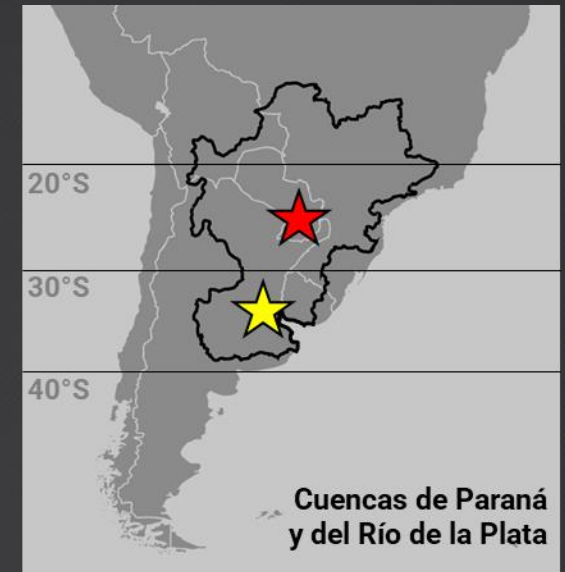 20°S
30°S
40°S
Cuencas de Paraná
y del Río de la Plata